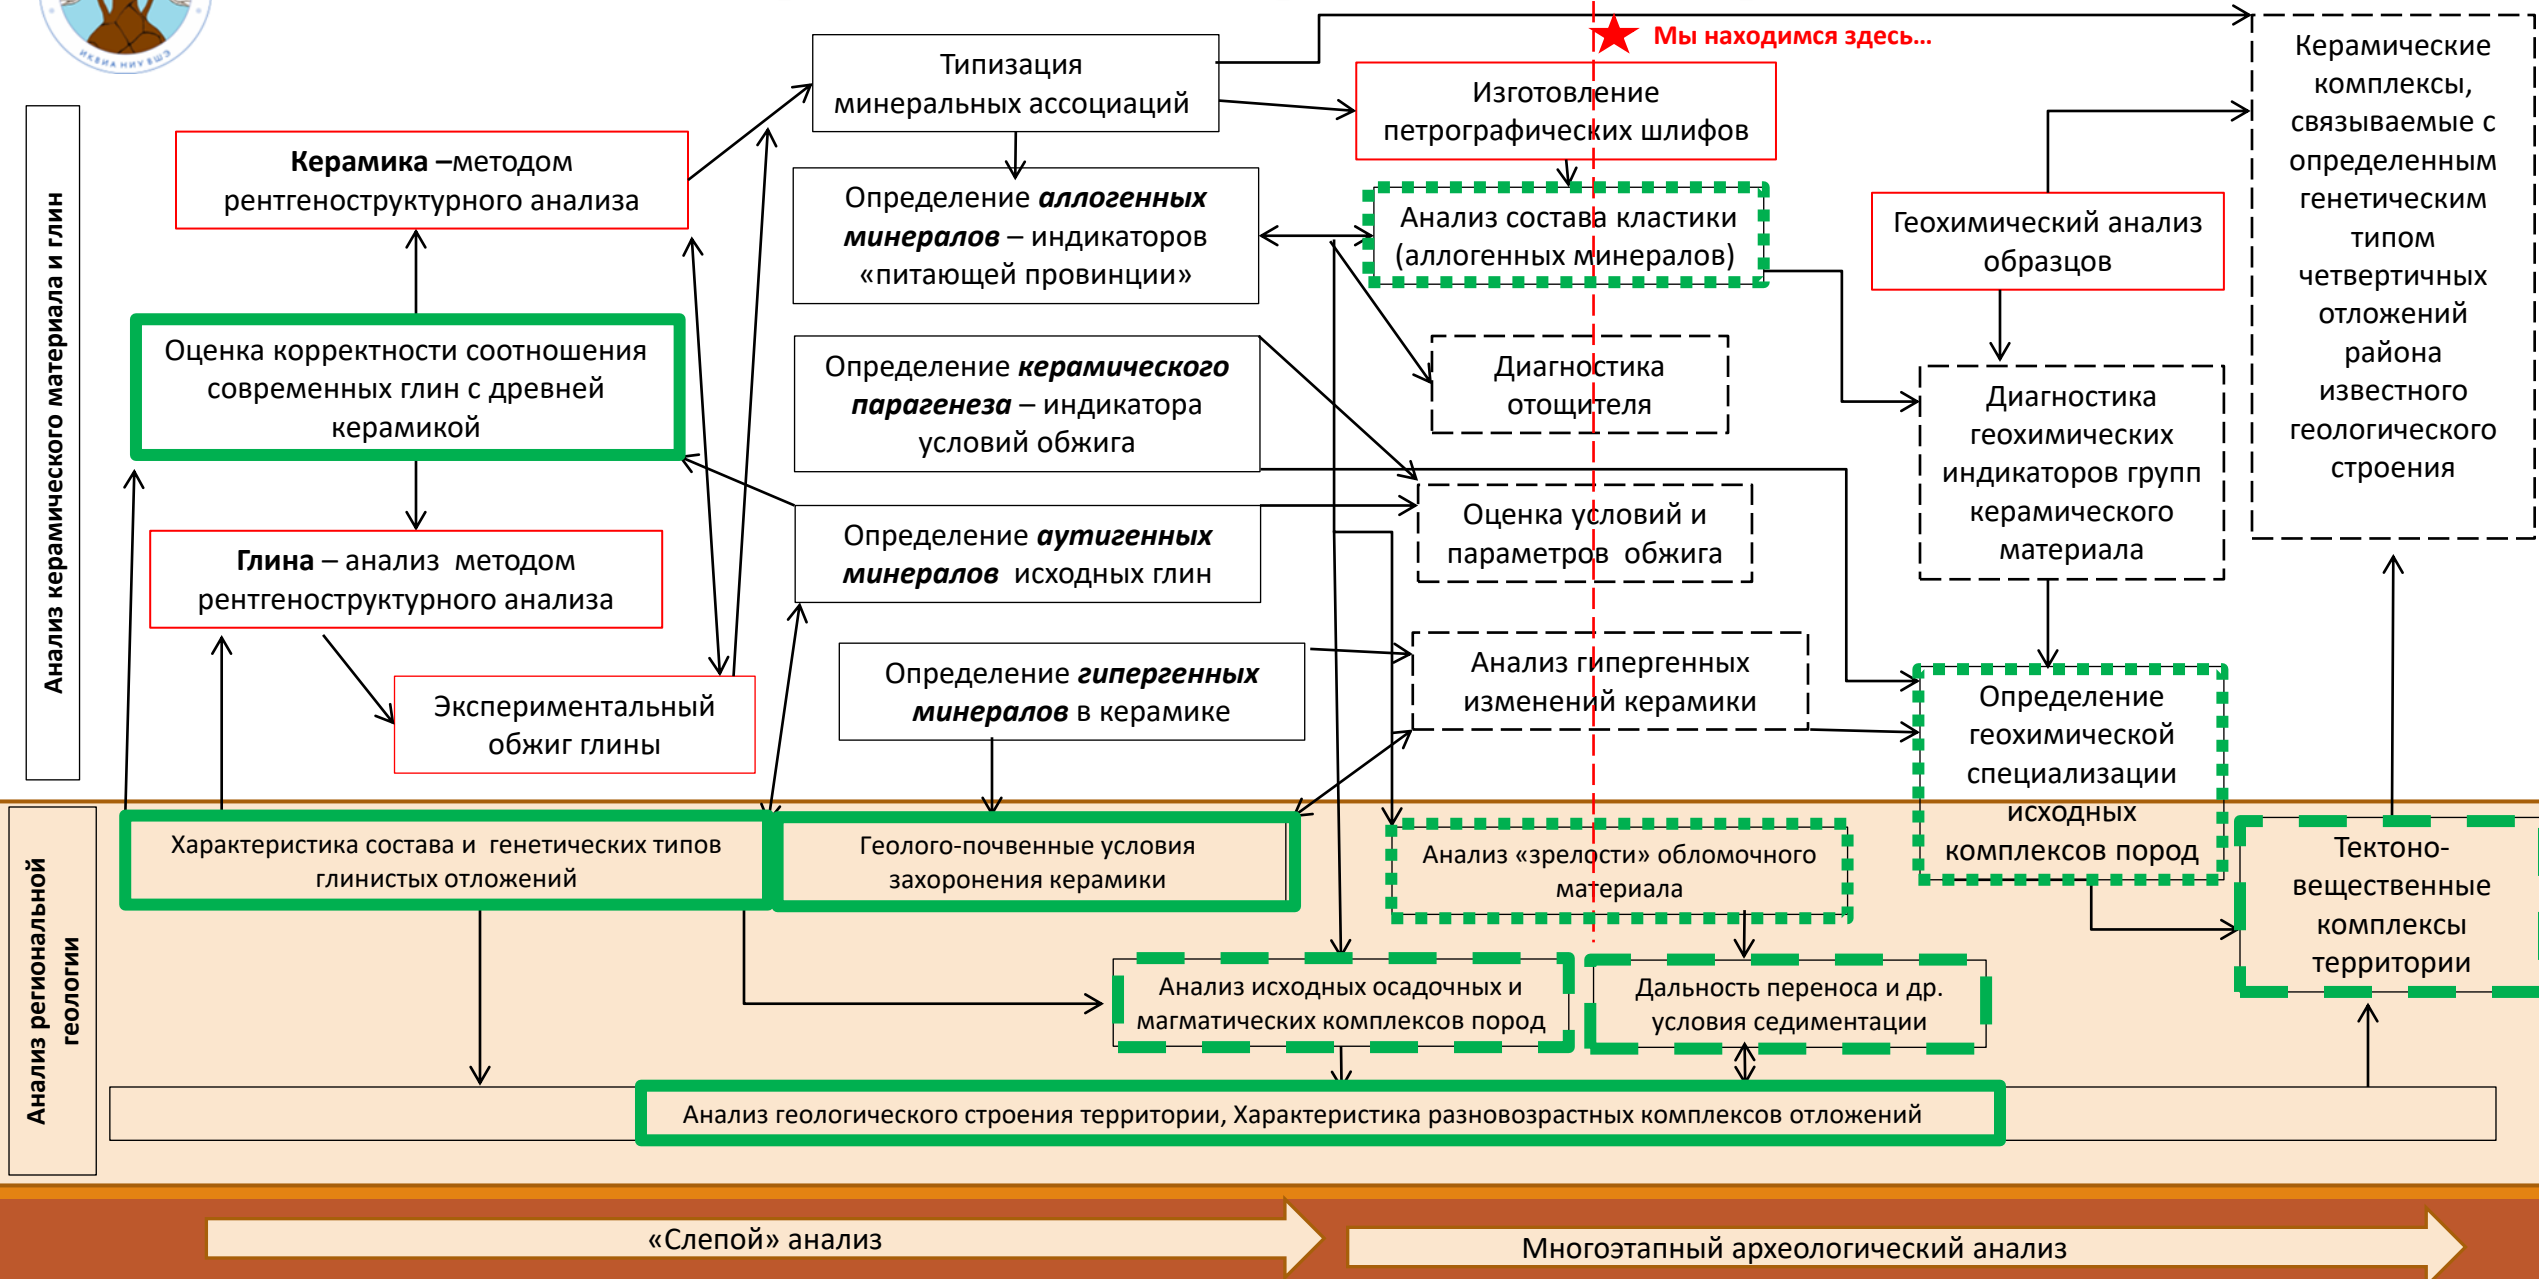 ИКВИА НИУ ВШЭ
Мы находимся здесь...
Анализ керамического материала и глин
Керамика –методом
рентгеноструктурного анализа
Оценка корректности соотношения
современных глин с древней
керамикой
Глина – анализ методом
рентгеноструктурного анализа
Экспериментальный
обжиг глины
Типизация
минеральных ассоциаций
Определение аллогенных
минералов – индикаторов
«питающей провинции»
Определение керамического
парагенеза – индикатора
условий обжига
Определение аутигенных
минералов исходных глин
Определение гипергенных
минералов в керамике
Изготовление
петрографических шлифов
Анализ состава кластики
(аллогенных минералов)
Диагностика
отощителя
Оценка условий и
параметров обжига
Анализ гипергенных
изменений керамики
Геохимический анализ
образцов
Диагностика
геохимических
индикаторов групп
керамического
материала
Определение
геохимической
специализации
исходных
комплексов пород
Керамические
комплексы,
связываемые с
определенным
генетическим
типом
четвертичных
отложений
района
известного
геологического
строения
Анализ региональной
геологии
Характеристика состава и генетических типов
глинистых отложений
Геолого-почвенные условия
захоронения керамики
Анализ «зрелости» обломочного
материала
Анализ исходных осадочных и
магматических комплексов пород
Дальность переноса и др.
условия седиментации
Тектоно-
вещественные
комплексы
территории
Анализ геологического строения территории, Характеристика разновозрастных комплексов отложений
«Слепой» анализ
Многоэтапный археологический анализ